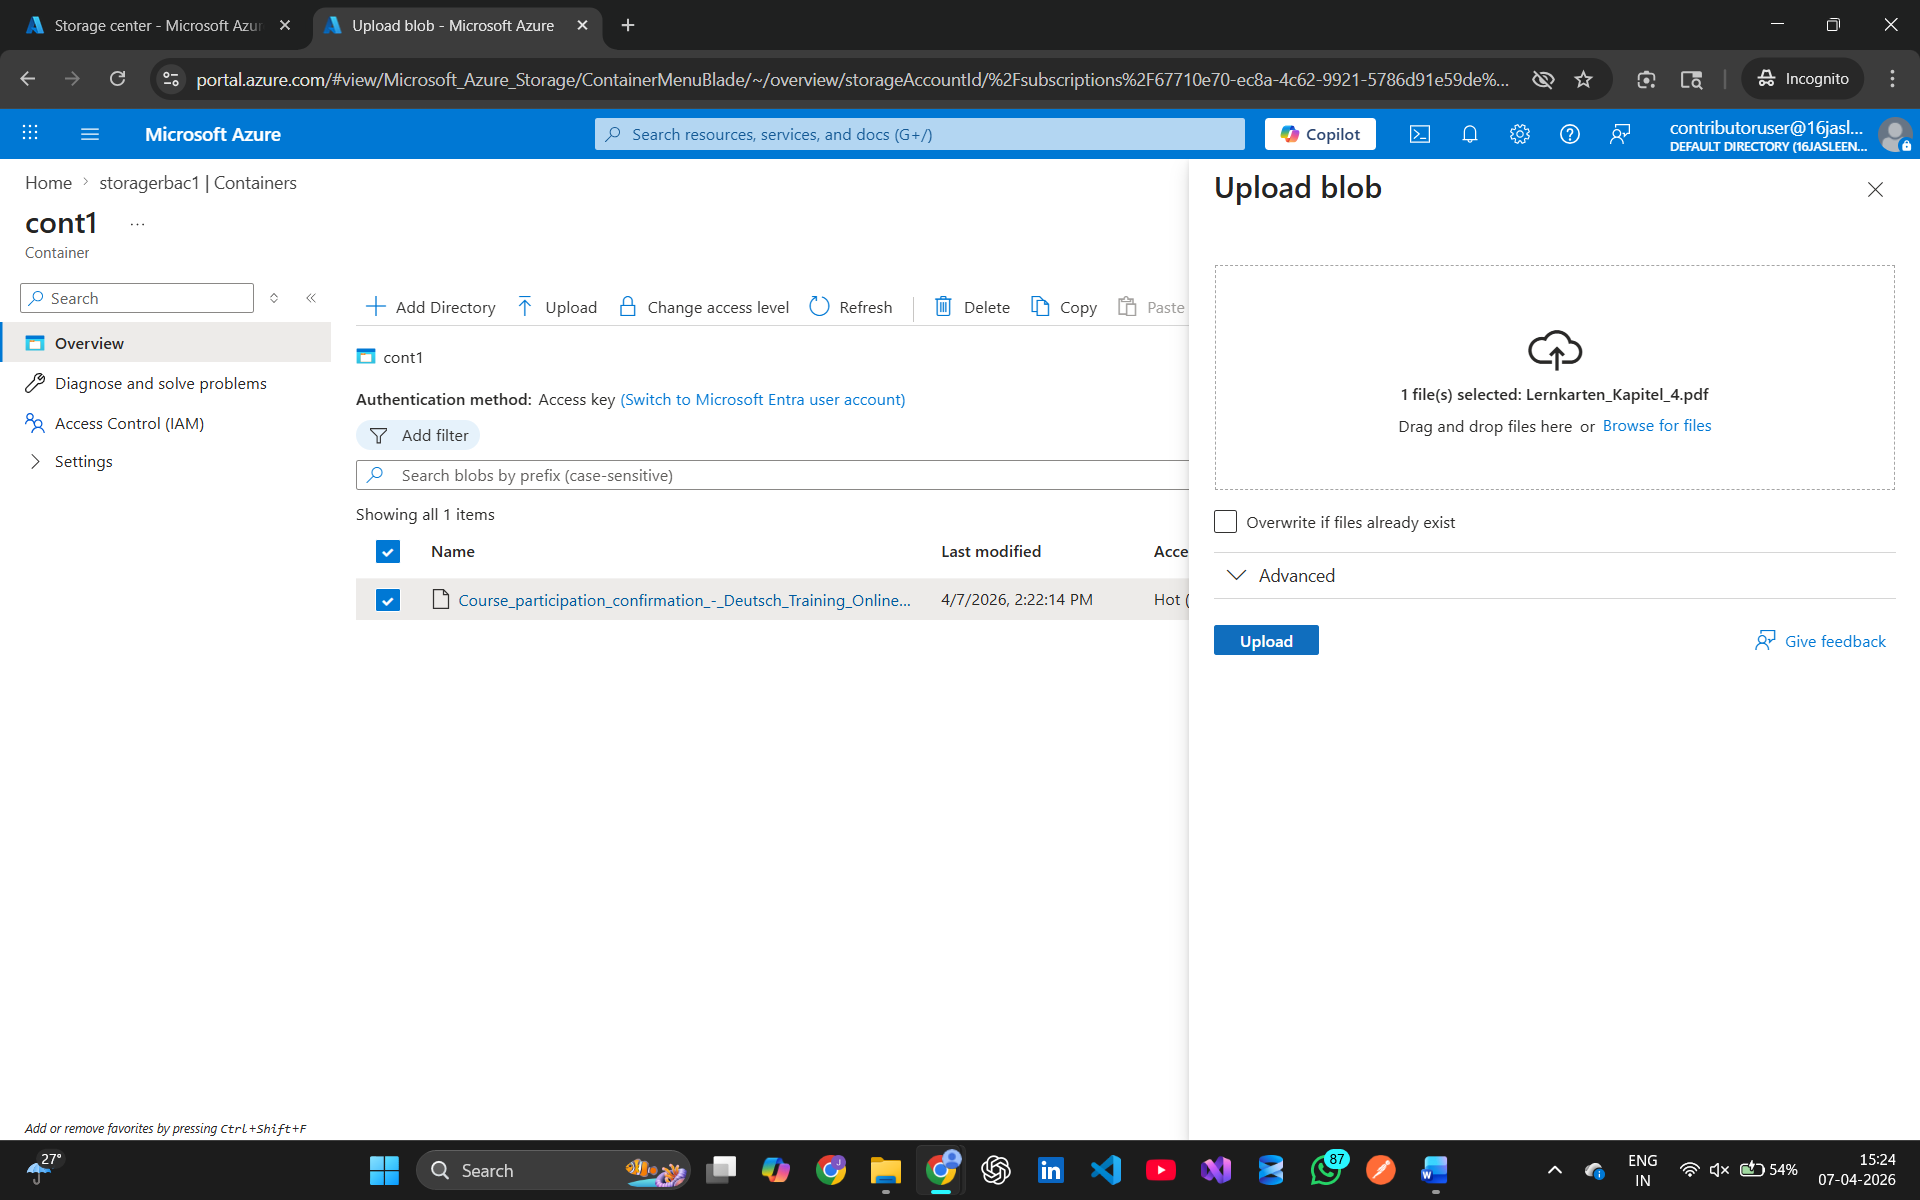 Storage center - Microsoft Azur
Upload blob - Microsoft Azure
portal.azure.com/#view/Microsoft_Azure_Storage/ContainerMenuBlade/~/overview/storageAccountId/%2Fsubscriptions%2F67710e70-ec8a-4c62-9921-5786d91e59de%...
Incognito
Microsoft Azure
Search resources, services, and docs (G+/)
Copilot
contributoruser@16jasl...
DEFAULT DIRECTORY (16JASLEEN...
Home
storagerbac1 | Containers
cont1
...
Container
Search
Overview
Diagnose and solve problems
Access Control (IAM)
Settings
Add Directory
Upload
Change access level
Refresh
Delete
Copy
Paste
cont1
Authentication method: Access key (Switch to Microsoft Entra user account)
Add filter
Search blobs by prefix (case-sensitive)
Showing all 1 items
Name
Last modified
Acce
Course_participation_confirmation_-_Deutsch_Training_Online...
4/7/2026, 2:22:14 PM
Hot (
Upload blob
1 file(s) selected: Lernkarten_Kapitel_4.pdf
Drag and drop files here or Browse for files
Overwrite if files already exist
Advanced
Upload
Give feedback
Add or remove favorites by pressing Ctrl+Shift+F
27°
Search
87
ENG
IN
54%
15:24
07-04-2026